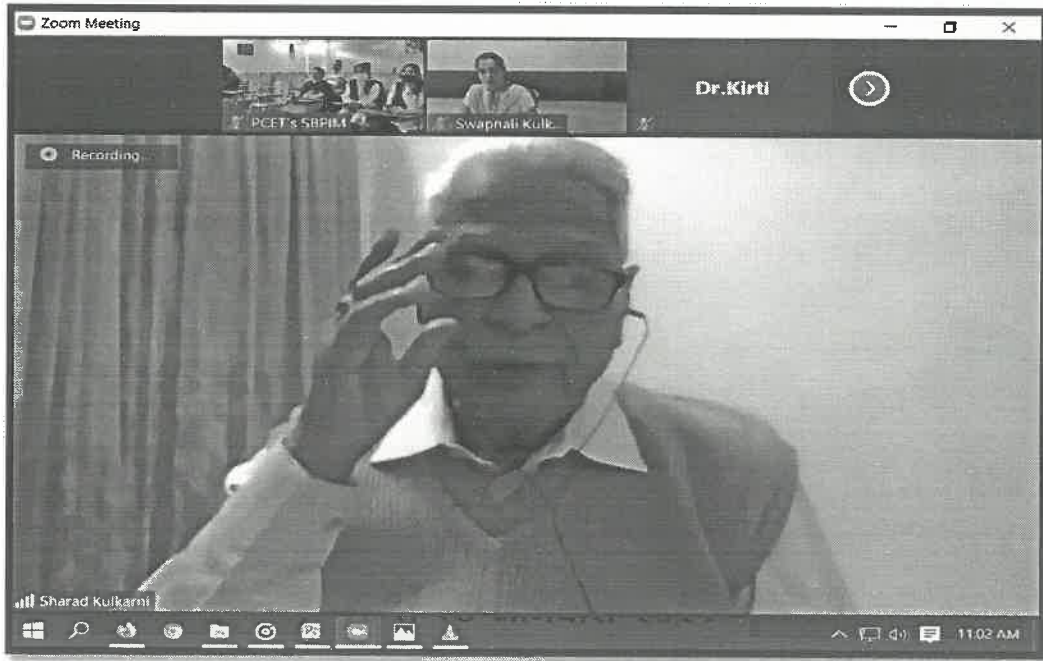 Zoom Meeting
PCET's SBPIM
Swapnali Kulk...
Dr.Kirti
Recording...
Sharad Kulkarni
11:02 AM